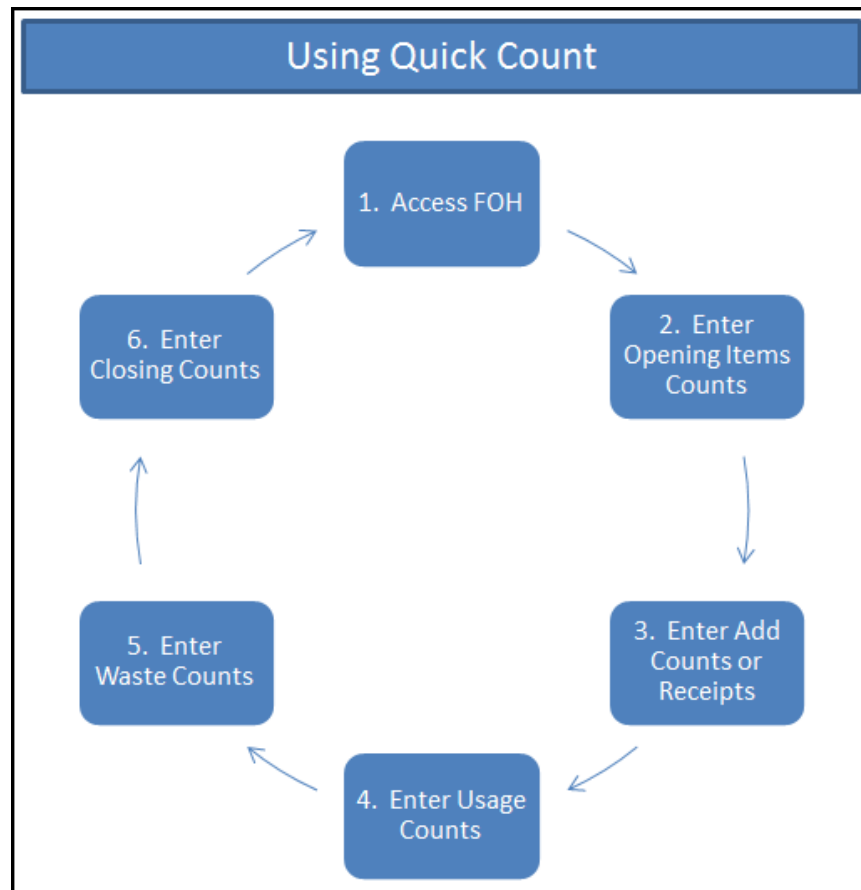 Using Quick Count
1.  Access FOH
2.  Enter
Opening Items
Counts
3.  Enter Add
Counts or
Receipts
4.  Enter Usage
Counts
5.  Enter
Waste Counts
6.  Enter
Closing Counts